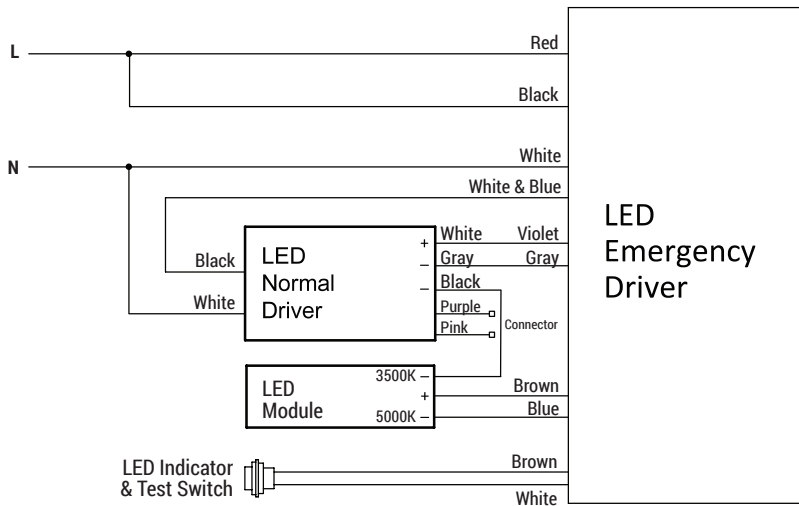 L
Red
Black
N
White
White & Blue
LED
Emergency
Driver
Black
White
LED
Normal
Driver
+
White
Violet
–
Gray
Gray
–
Black
Purple
Pink
Connector
LED
Module
3500K –
+
5000K –
Brown
Blue
LED Indicator
& Test Switch
Brown
White